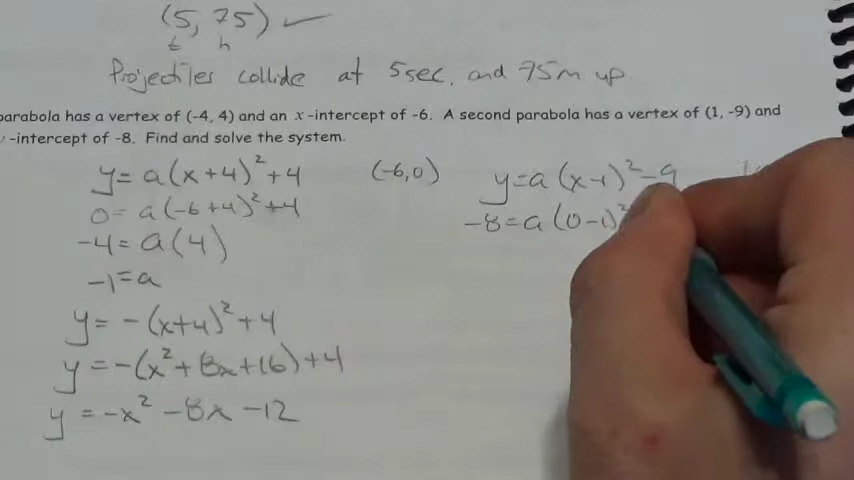 (5, 75) ✓
t h
Projectiles collide at 5sec. and 75m up.
parabola has a vertex of (-4, 4) and an x-intercept of -6. A second parabola has a vertex of (1, -9) and
-intercept of -8. Find and solve the system.
y = a(x+4)² + 4
(-6, 0)
y = a(x-1)² - 9
0 = a(-6+4)² + 4
-8 = a(0-1)²
-4 = a(4)
-1 = a
y = -(x+4)² + 4
y = -(x² + 8x + 16) + 4
y = -x² - 8x - 12